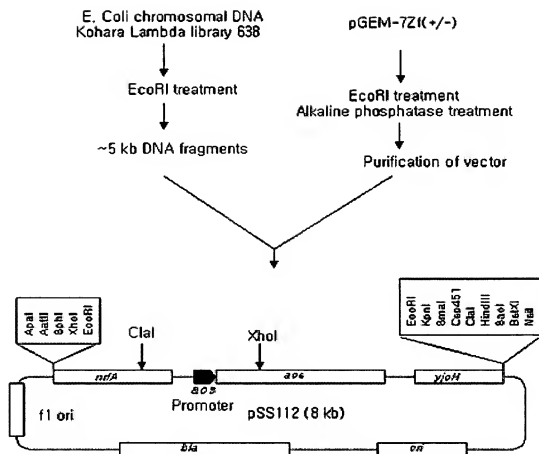 E. Coli chromosomal DNA
Kohara Lambda library 638
pGEM-7Zf(+/-)
EcoRI treatment
EcoRI treatment
Alkaline phosphatase treatment
~5 kb DNA fragments
Purification of vector
ApaI
AatII
SphI
XhoI
EcoRI
ClaI
XhoI
EcoRI
KpnI
SmaI
Csp45I
ClaI
HindIII
SacI
BstXI
NsiI
nrfA
acs
acs
yjcH
Promoter
f1 ori
pSS112 (8 kb)
bla
ori